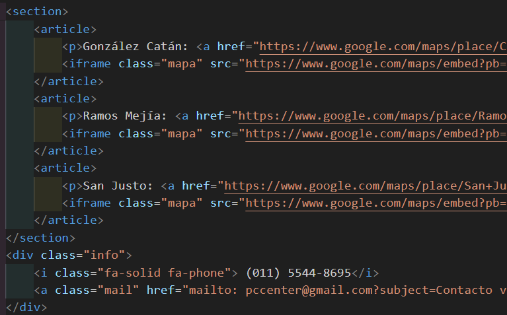 <section>
<article>
<p>González Catán: <a href="https://www.google.com/maps/place/C
<iframe class="mapa" src="https://www.google.com/maps/embed?pb=
</article>
<article>
<p>Ramos Mejía: <a href="https://www.google.com/maps/place/Ramo
<iframe class="mapa" src="https://www.google.com/maps/embed?pb=
</article>
<article>
<p>San Justo: <a href="https://www.google.com/maps/place/San+Ju
<iframe class="mapa" src="https://www.google.com/maps/embed?pb=
</article>
</section>
<div class="info">
<i class="fa-solid fa-phone"> (011) 5544-8695</i>
<a class="mail" href="mailto: pccenter@gmail.com?subject=Contacto v
</div>